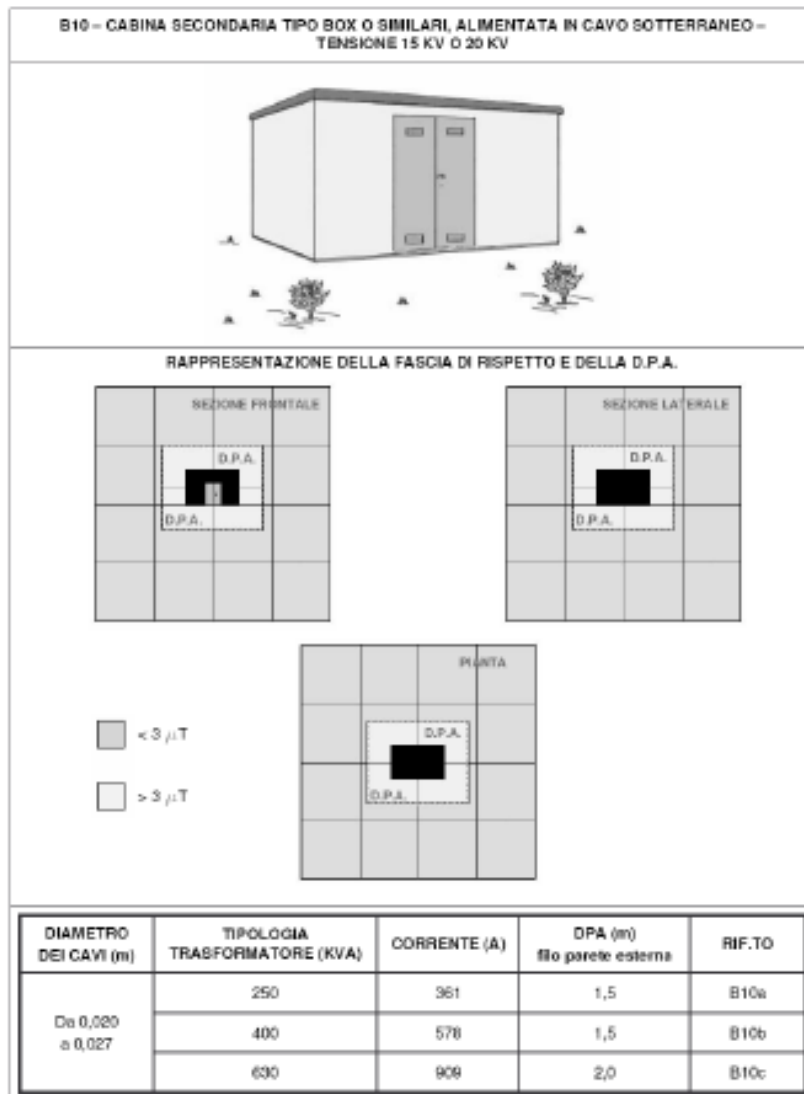 B10 – CABINA SECONDARIA TIPO BOX O SIMILARI, ALIMENTATA IN CAVO SOTTERRANEO –
TENSIONE 15 KV O 20 KV
RAPPRESENTAZIONE DELLA FASCIA DI RISPETTO E DELLA D.P.A.
SEZIONE FRONTALE
D.P.A.
D.P.A.
SEZIONE LATERALE
D.P.A.
D.P.A.
PIANTA
D.P.A.
D.P.A.
< 3 μT
> 3 μT
DIAMETRO DEI CAVI (m) TIPOLOGIA TRASFORMATORE (KVA) CORRENTE (A) DPA (m) filo parete esterna RIF.TO
Da 0,020 a 0,027
250 361 1,5 B10a
400 578 1,5 B10b
630 909 2,0 B10c